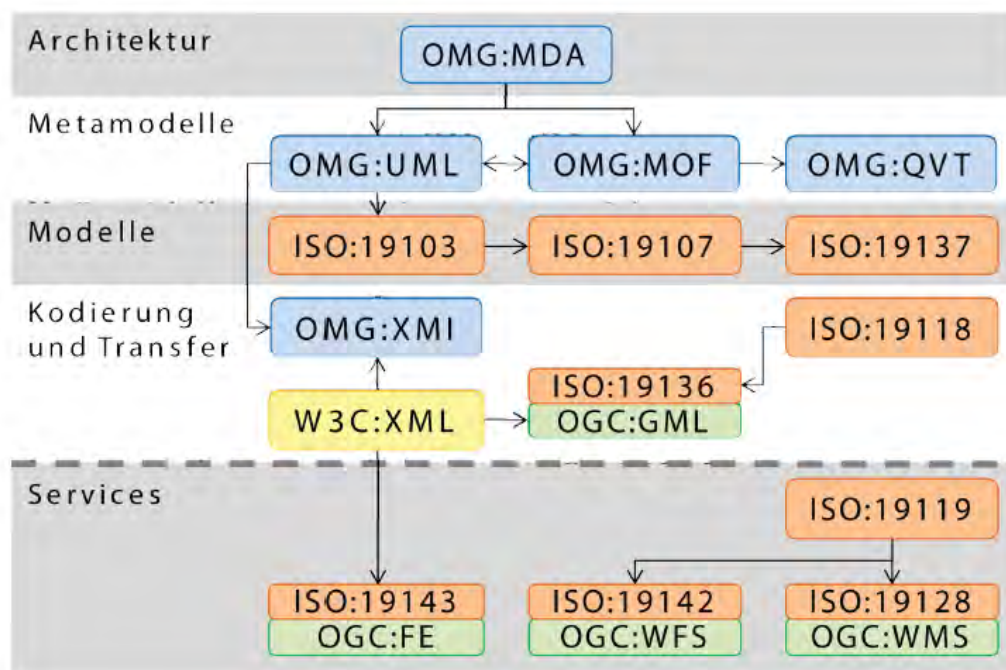 Architektur
OMG:MDA
Metamodelle
OMG:UML
OMG:MOF
OMG:QVT
Modelle
ISO:19103
ISO:19107
ISO:19137
Kodierung
und Transfer
OMG:XMI
ISO:19118
ISO:19136
W3C:XML
OGC:GML
Services
ISO:19119
ISO:19143
ISO:19142
ISO:19128
OGC:FE
OGC:WFS
OGC:WMS